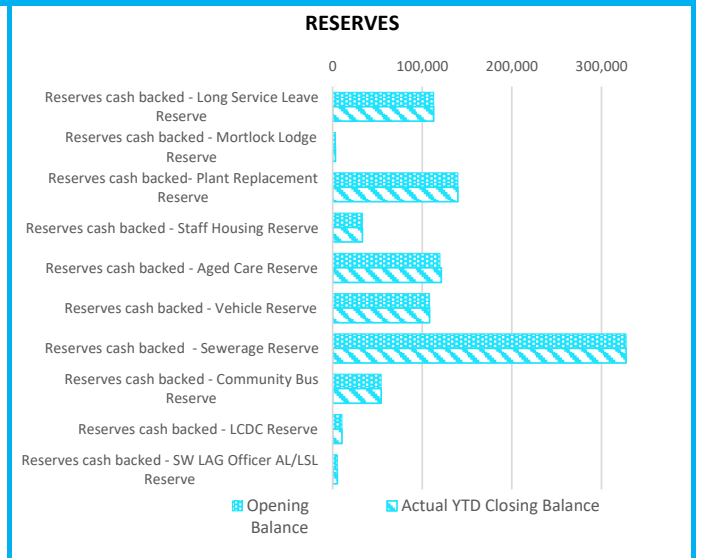 RESERVES
0 100,000 200,000 300,000
Reserves cash backed - Long Service Leave
Reserve
Reserves cash backed - Mortlock Lodge
Reserve
Reserves cash backed- Plant Replacement
Reserve
Reserves cash backed - Staff Housing Reserve
Reserves cash backed - Aged Care Reserve
Reserves cash backed - Vehicle Reserve
Reserves cash backed  - Sewerage Reserve
Reserves cash backed - Community Bus
Reserve
Reserves cash backed - LCDC Reserve
Reserves cash backed - SW LAG Officer AL/LSL
Reserve
Opening
Balance
Actual YTD Closing Balance